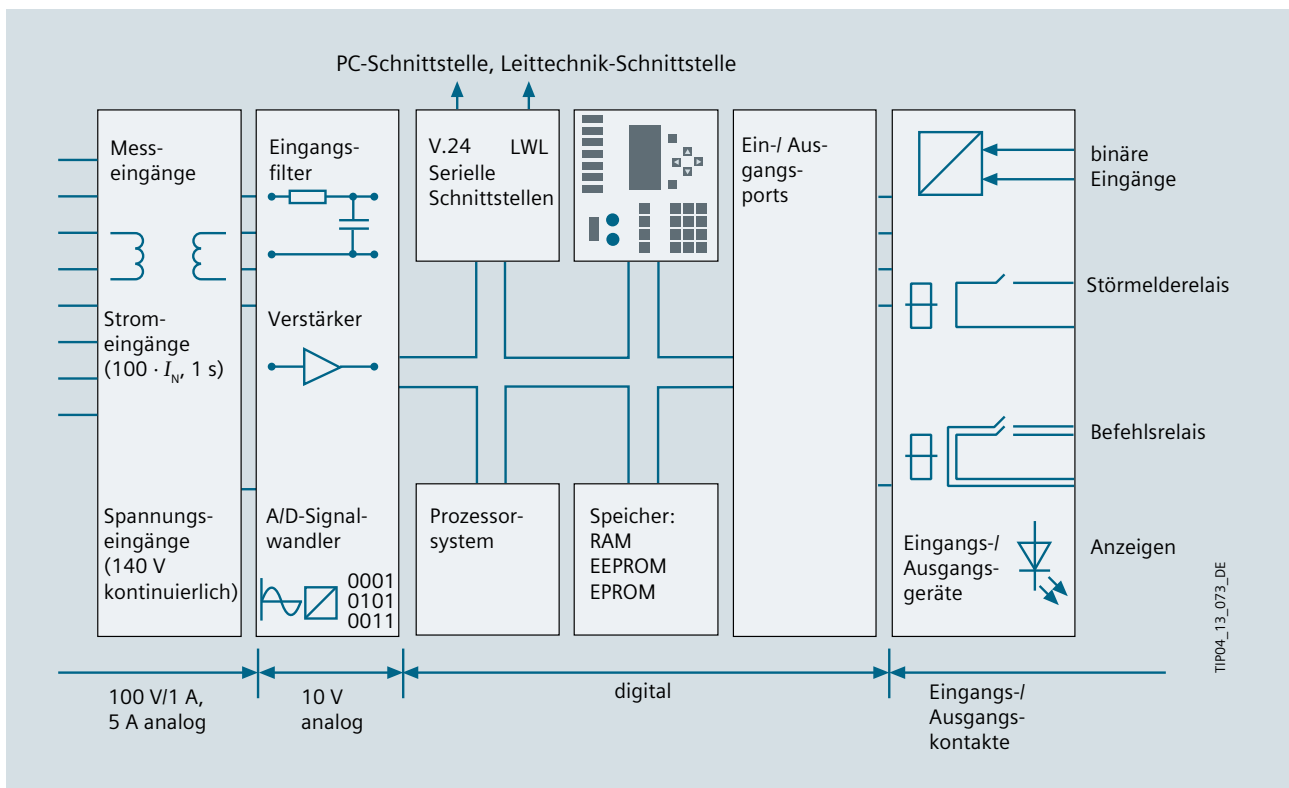 PC-Schnittstelle, Leittechnik-Schnittstelle
Mess-
eingänge
Strom-
eingänge
(100 · I_N, 1 s)
Spannungs-
eingänge
(140 V
kontinuierlich)
Eingangs-
filter
Verstärker
A/D-Signal-
wandler
0001
0101
0011
V.24 LWL
Serielle
Schnittstellen
Prozessor-
system
Speicher:
RAM
EEPROM
EPROM
Ein-/ Aus-
gangs-
ports
Eingangs-/
Ausgangs-
geräte
binäre
Eingänge
Störmelderelais
Befehlsrelais
Anzeigen
100 V/1 A,
5 A analog
10 V
analog
digital
Eingangs-/
Ausgangs-
kontakte
TIP04_13_073_DE